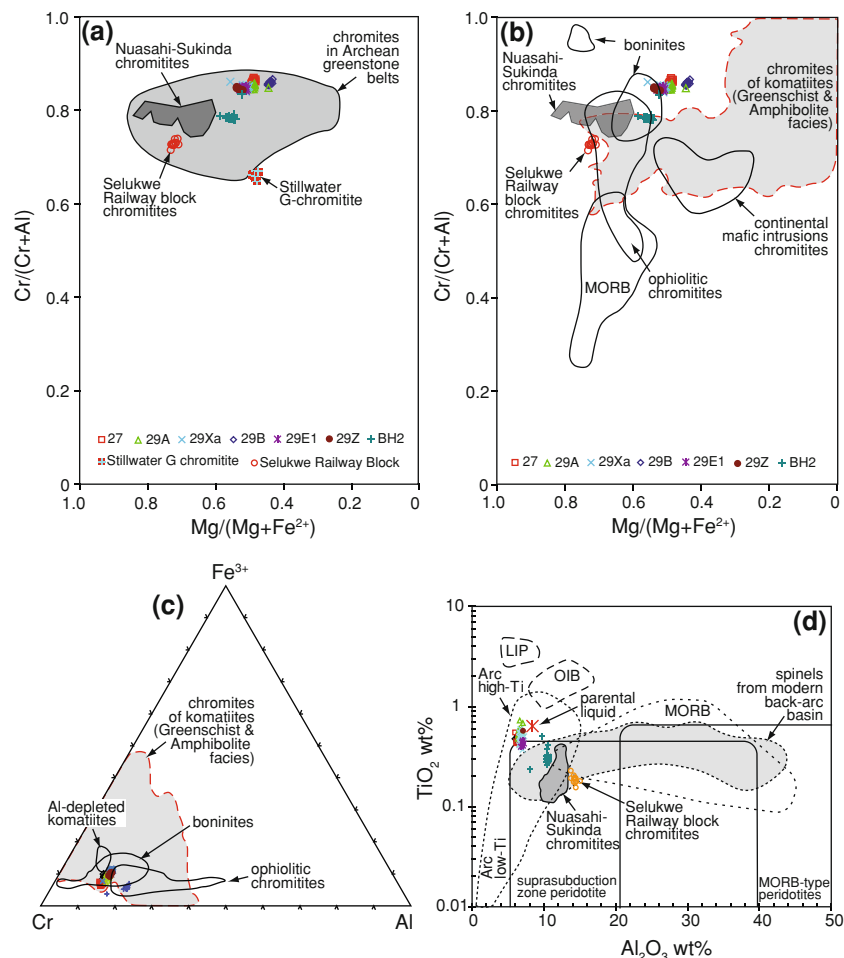 (a)
Nuasahi-Sukinda
chromitites
chromites
in Archean
greenstone
belts
Selukwe
Railway block
chromitites
Stillwater
G-chromitite
27 29A 29Xa 29B 29E1 29Z BH2
Stillwater G chromitite Selukwe Railway Block
Cr/(Cr+Al)
1.0
0.8
0.6
0.4
0.2
0
1.0 0.8 0.6 0.4 0.2 0
Mg/(Mg+Fe²⁺)
(b)
boninites
Nuasahi-
Sukinda
chromitites
chromites
of komatiites
(Greenschist &
Amphibolite
facies)
Selukwe
Railway
block
chromitites
continental
mafic intrusions
chromitites
ophiolitic
chromitites
MORB
27 29A 29Xa 29B 29E1 29Z BH2
Cr/(Cr+Al)
1.0
0.8
0.6
0.4
0.2
0
1.0 0.8 0.6 0.4 0.2 0
Mg/(Mg+Fe²⁺)
(c)
Fe³⁺
chromites
of komatiites
(Greenschist &
Amphibolite
facies)
Al-depleted
komatiites
boninites
ophiolitic
chromitites
Cr
Al
(d)
LIP
OIB
Arc
high-Ti
parental
liquid
MORB
spinels
from modern
back-arc
basin
Nuasahi-
Sukinda
chromitites
Selukwe
Railway block
chromitites
Arc
low-Ti
suprasubduction
zone peridotite
MORB-type
peridotites
TiO₂ wt%
10
1
0.1
0.01
0 10 20 30 40 50
Al₂O₃ wt%